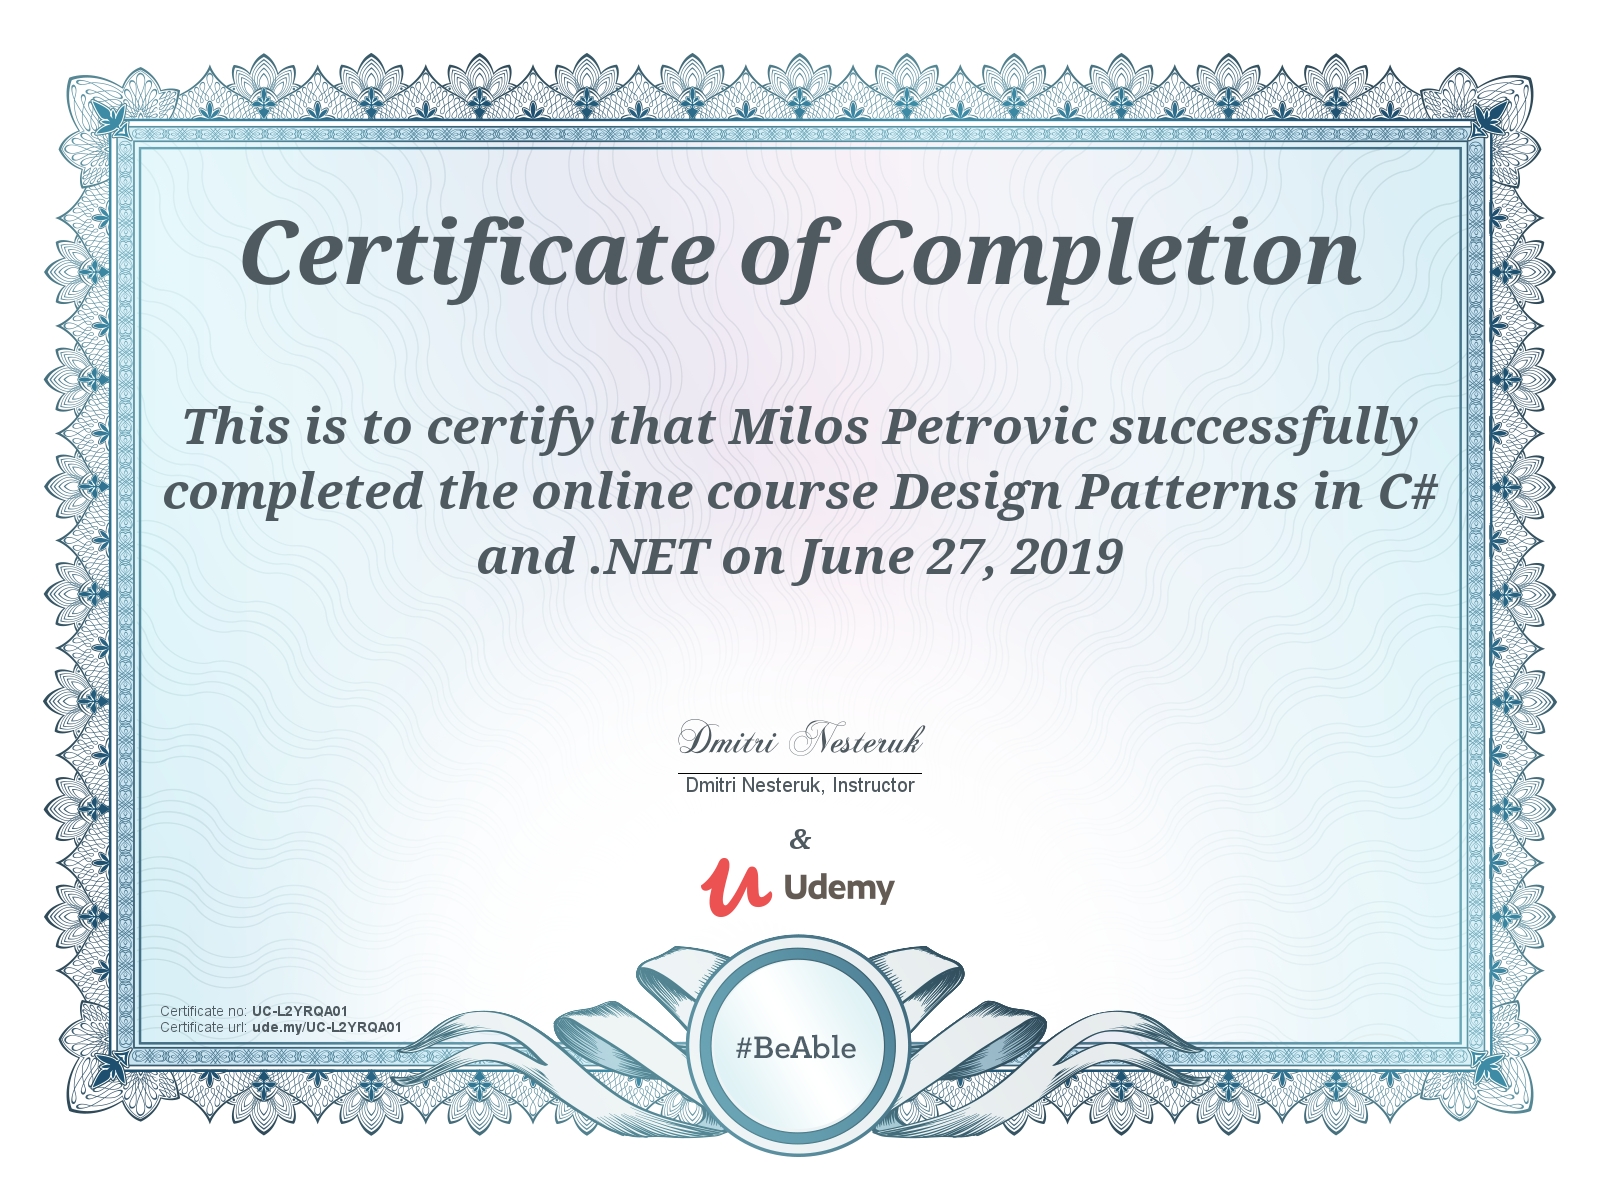 Certificate of Completion
This is to certify that Milos Petrovic successfully
completed the online course Design Patterns in C#
and .NET on June 27, 2019
Dmitri Nesteruk
Dmitri Nesteruk, Instructor
&
Udemy
Certificate no: UC-L2YRQA01
Certificate url: ude.my/UC-L2YRQA01
#BeAble